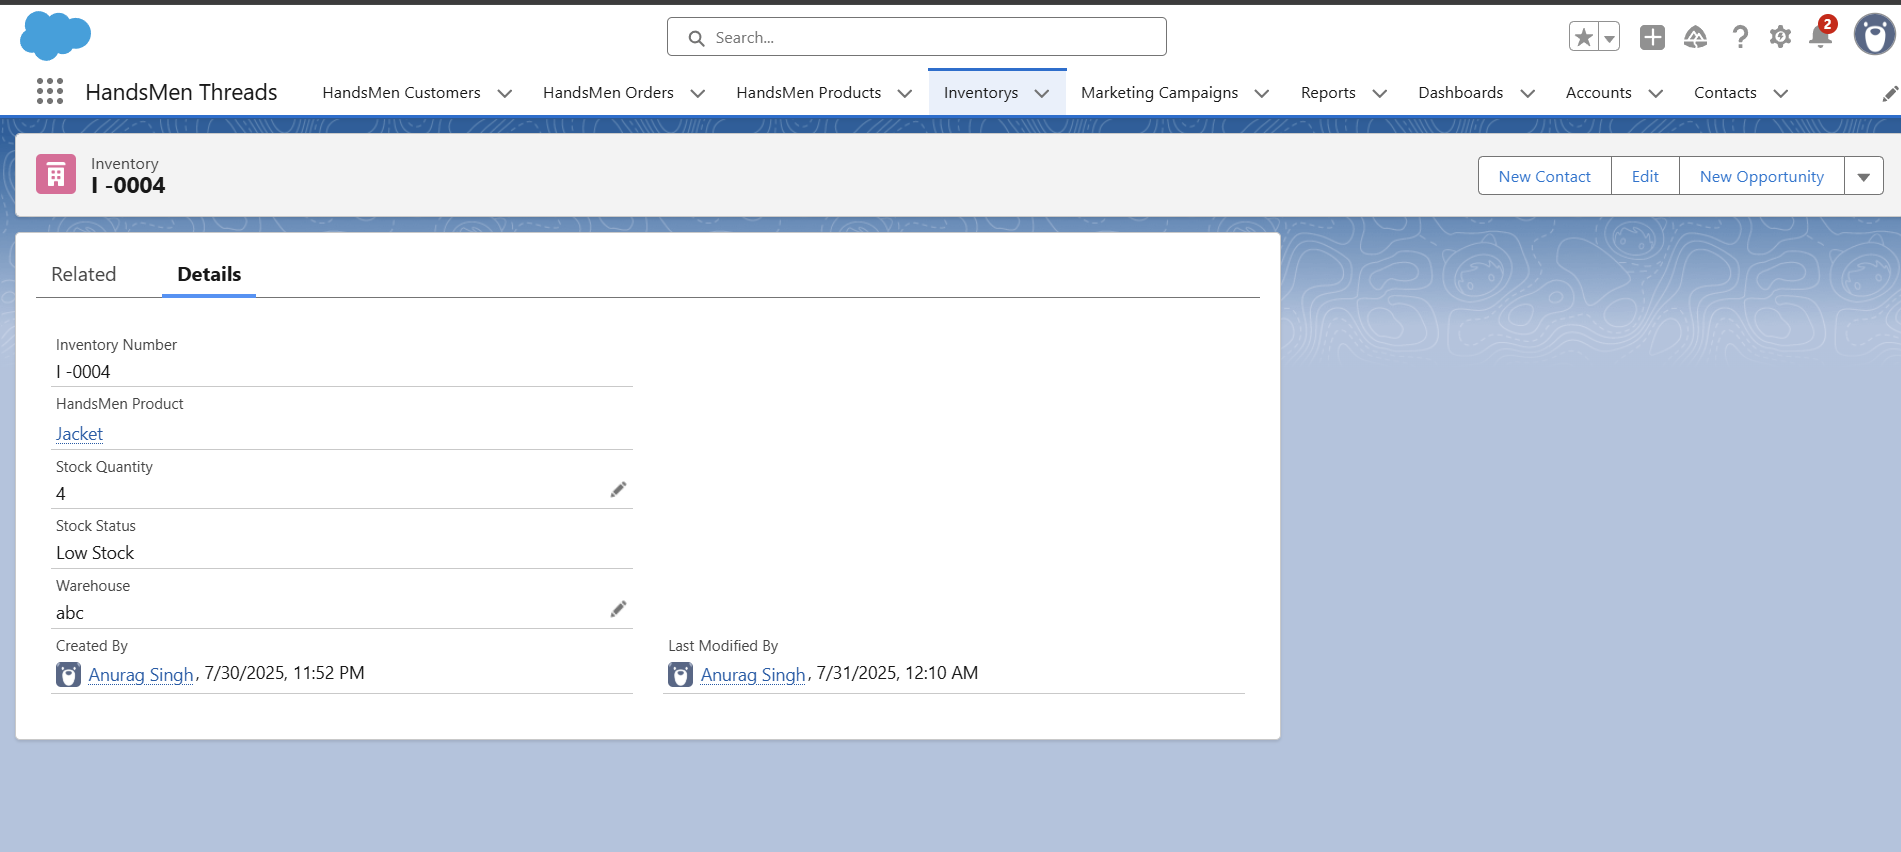 Search...
2
HandsMen Threads
HandsMen Customers
HandsMen Orders
HandsMen Products
Inventorys
Marketing Campaigns
Reports
Dashboards
Accounts
Contacts
Inventory
I -0004
New Contact
Edit
New Opportunity
Related
Details
Inventory Number
I -0004
HandsMen Product
Jacket
Stock Quantity
4
Stock Status
Low Stock
Warehouse
abc
Created By
Anurag Singh, 7/30/2025, 11:52 PM
Last Modified By
Anurag Singh, 7/31/2025, 12:10 AM